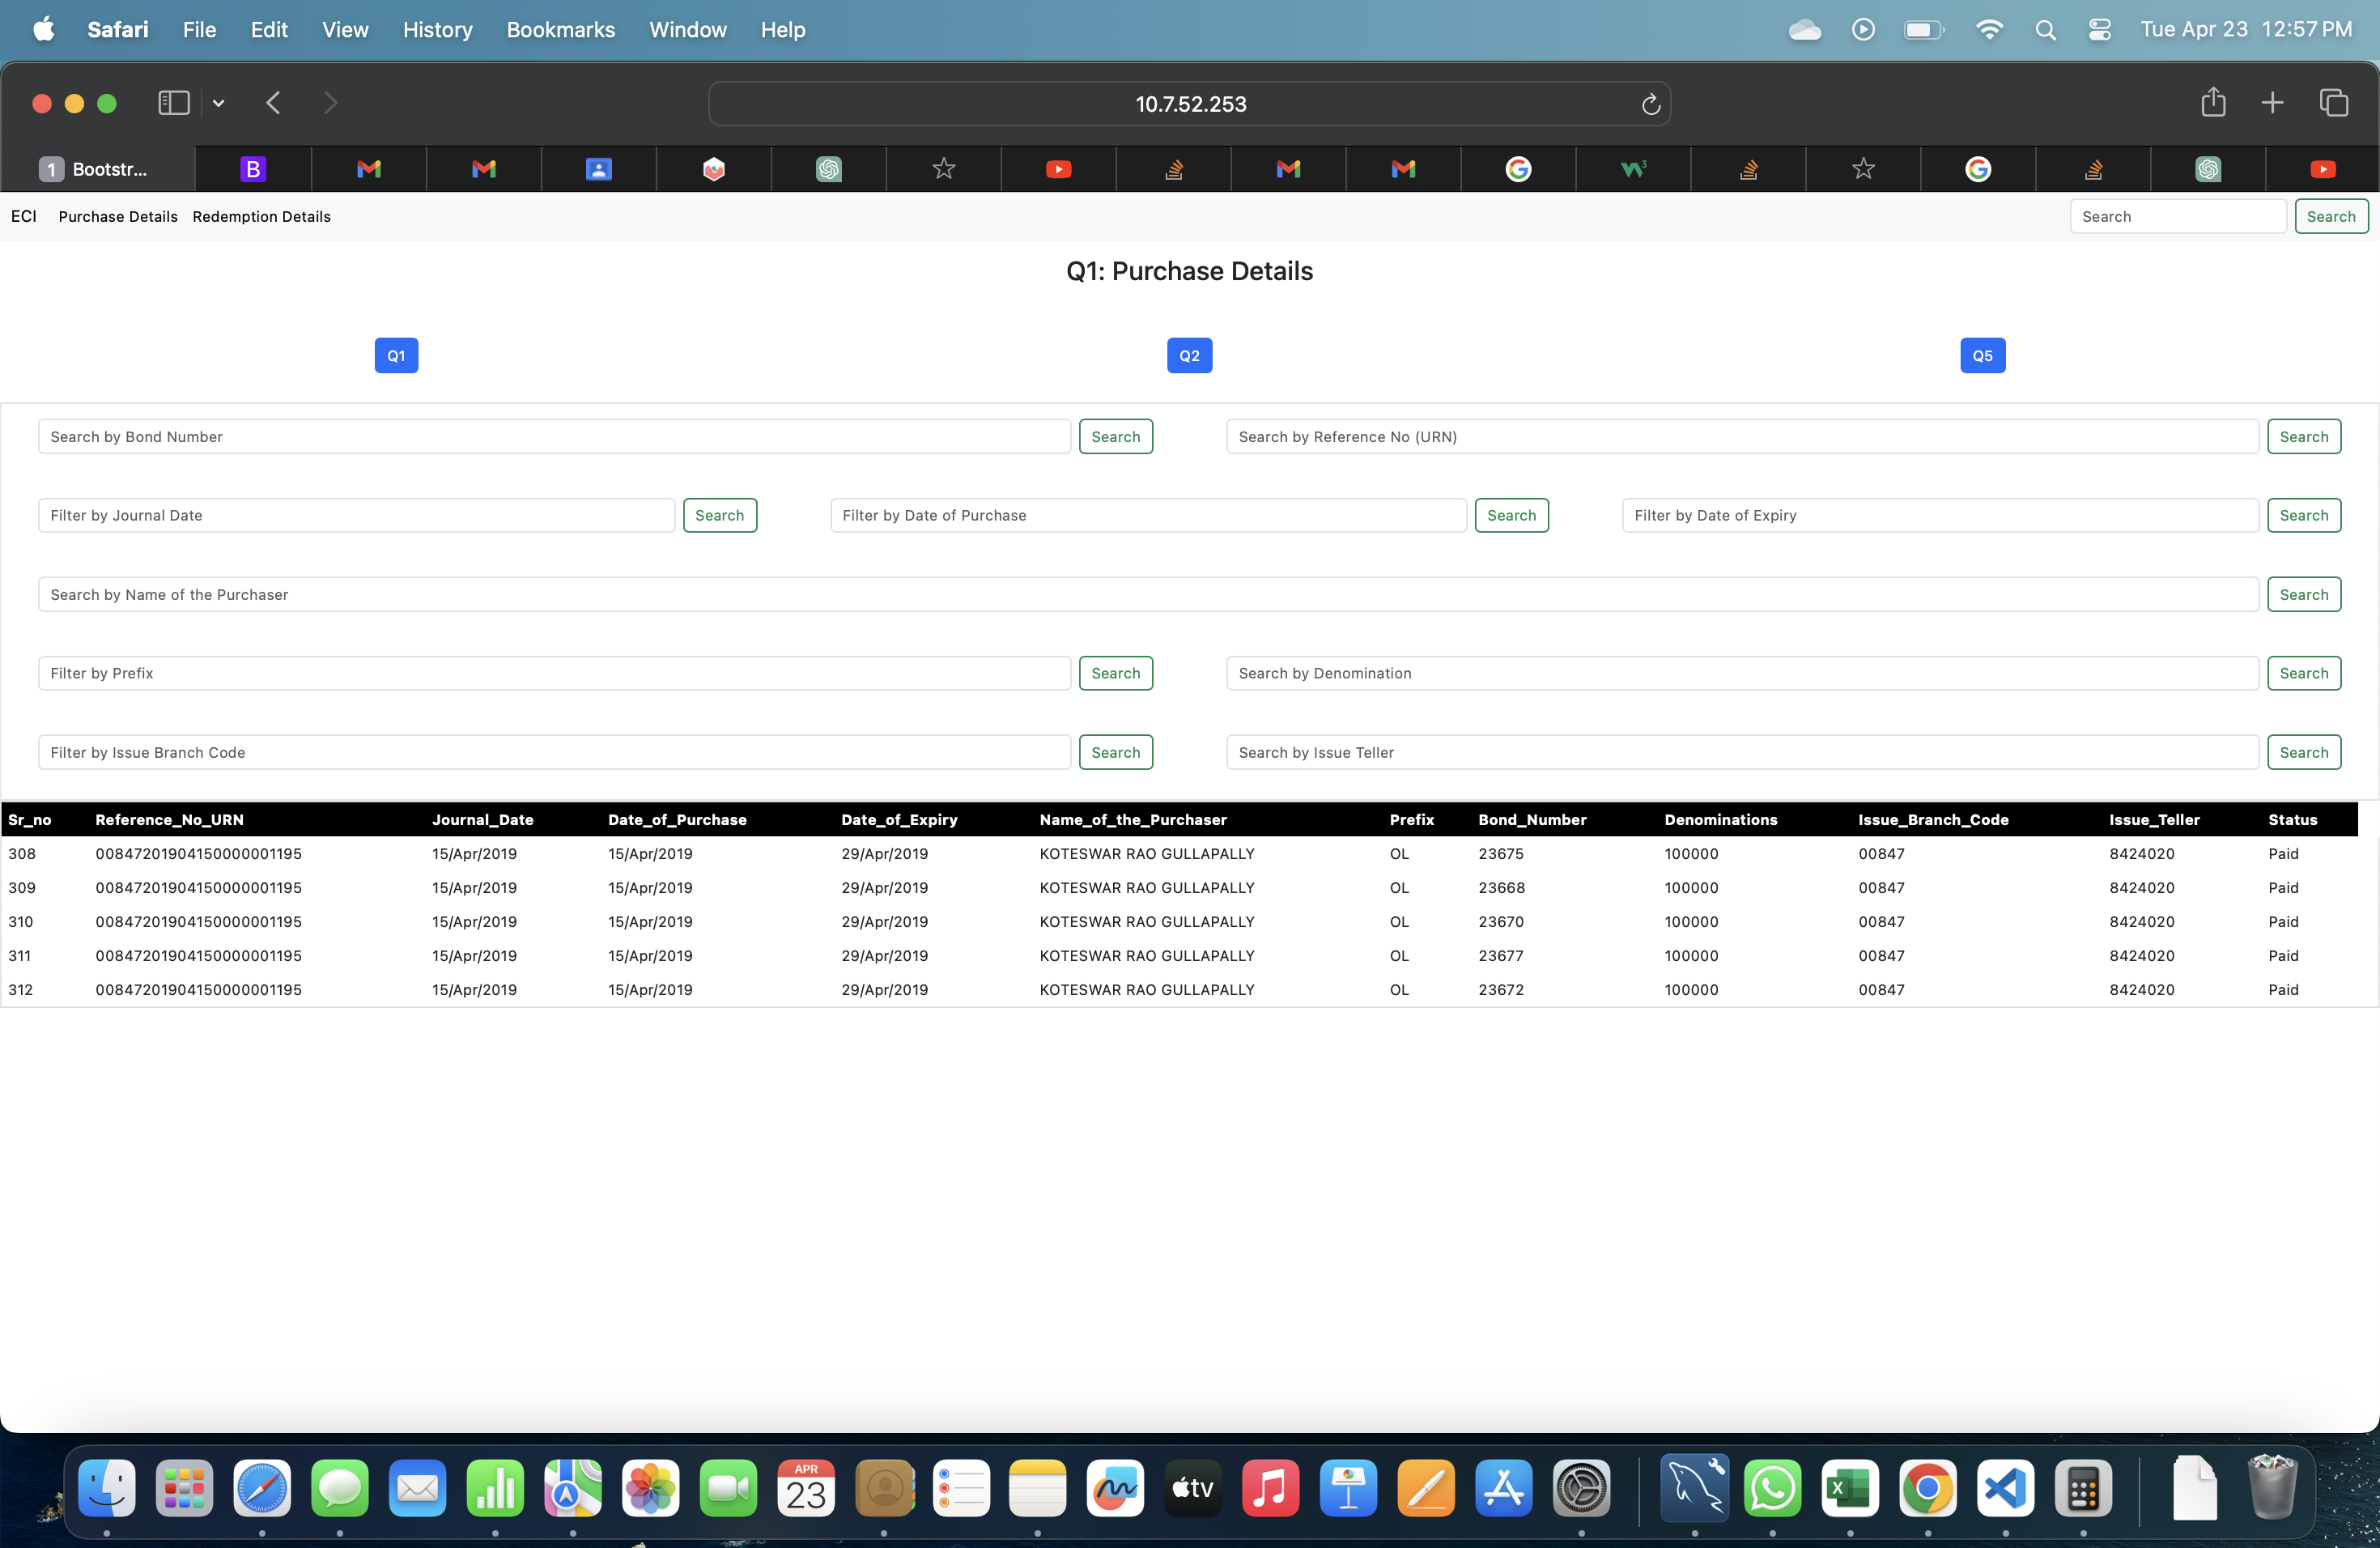 Safari File Edit View History Bookmarks Window Help Tue Apr 23 12:57 PM
10.7.52.253
1 Bootstr... B
ECI Purchase Details Redemption Details Search Search
Q1: Purchase Details
Q1 Q2 Q5
Search by Bond Number Search Search by Reference No (URN) Search
Filter by Journal Date Search Filter by Date of Purchase Search Filter by Date of Expiry Search
Search by Name of the Purchaser Search
Filter by Prefix Search Search by Denomination Search
Filter by Issue Branch Code Search Search by Issue Teller Search
Sr_no Reference_No_URN Journal_Date Date_of_Purchase Date_of_Expiry Name_of_the_Purchaser Prefix Bond_Number Denominations Issue_Branch_Code Issue_Teller Status
308 00847201904150000001195 15/Apr/2019 15/Apr/2019 29/Apr/2019 KOTESWAR RAO GULLAPALLY OL 23675 100000 00847 8424020 Paid
309 00847201904150000001195 15/Apr/2019 15/Apr/2019 29/Apr/2019 KOTESWAR RAO GULLAPALLY OL 23668 100000 00847 8424020 Paid
310 00847201904150000001195 15/Apr/2019 15/Apr/2019 29/Apr/2019 KOTESWAR RAO GULLAPALLY OL 23670 100000 00847 8424020 Paid
311 00847201904150000001195 15/Apr/2019 15/Apr/2019 29/Apr/2019 KOTESWAR RAO GULLAPALLY OL 23677 100000 00847 8424020 Paid
312 00847201904150000001195 15/Apr/2019 15/Apr/2019 29/Apr/2019 KOTESWAR RAO GULLAPALLY OL 23672 100000 00847 8424020 Paid
APR
23
tv